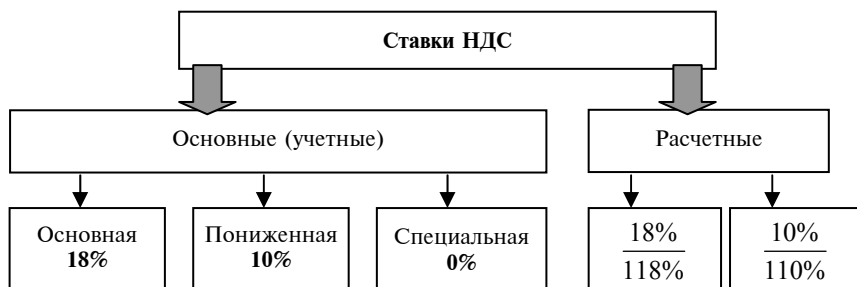 Ставки НДС
Основные (учетные)
Расчетные
Основная
18%
Пониженная
10%
Специальная
0%
18%
118%
10%
110%